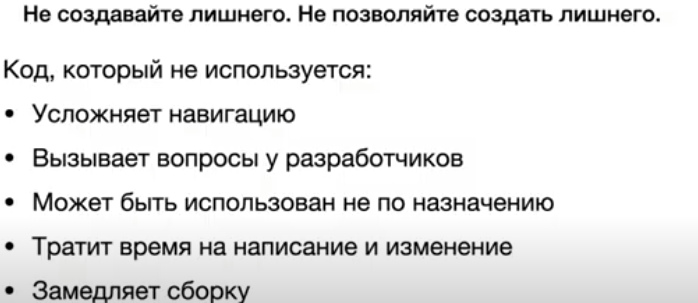 Не создавайте лишнего. Не позволяйте создать лишнего.
Код, который не используется:
• Усложняет навигацию
• Вызывает вопросы у разработчиков
• Может быть использован не по назначению
• Тратит время на написание и изменение
• Замедляет сборку